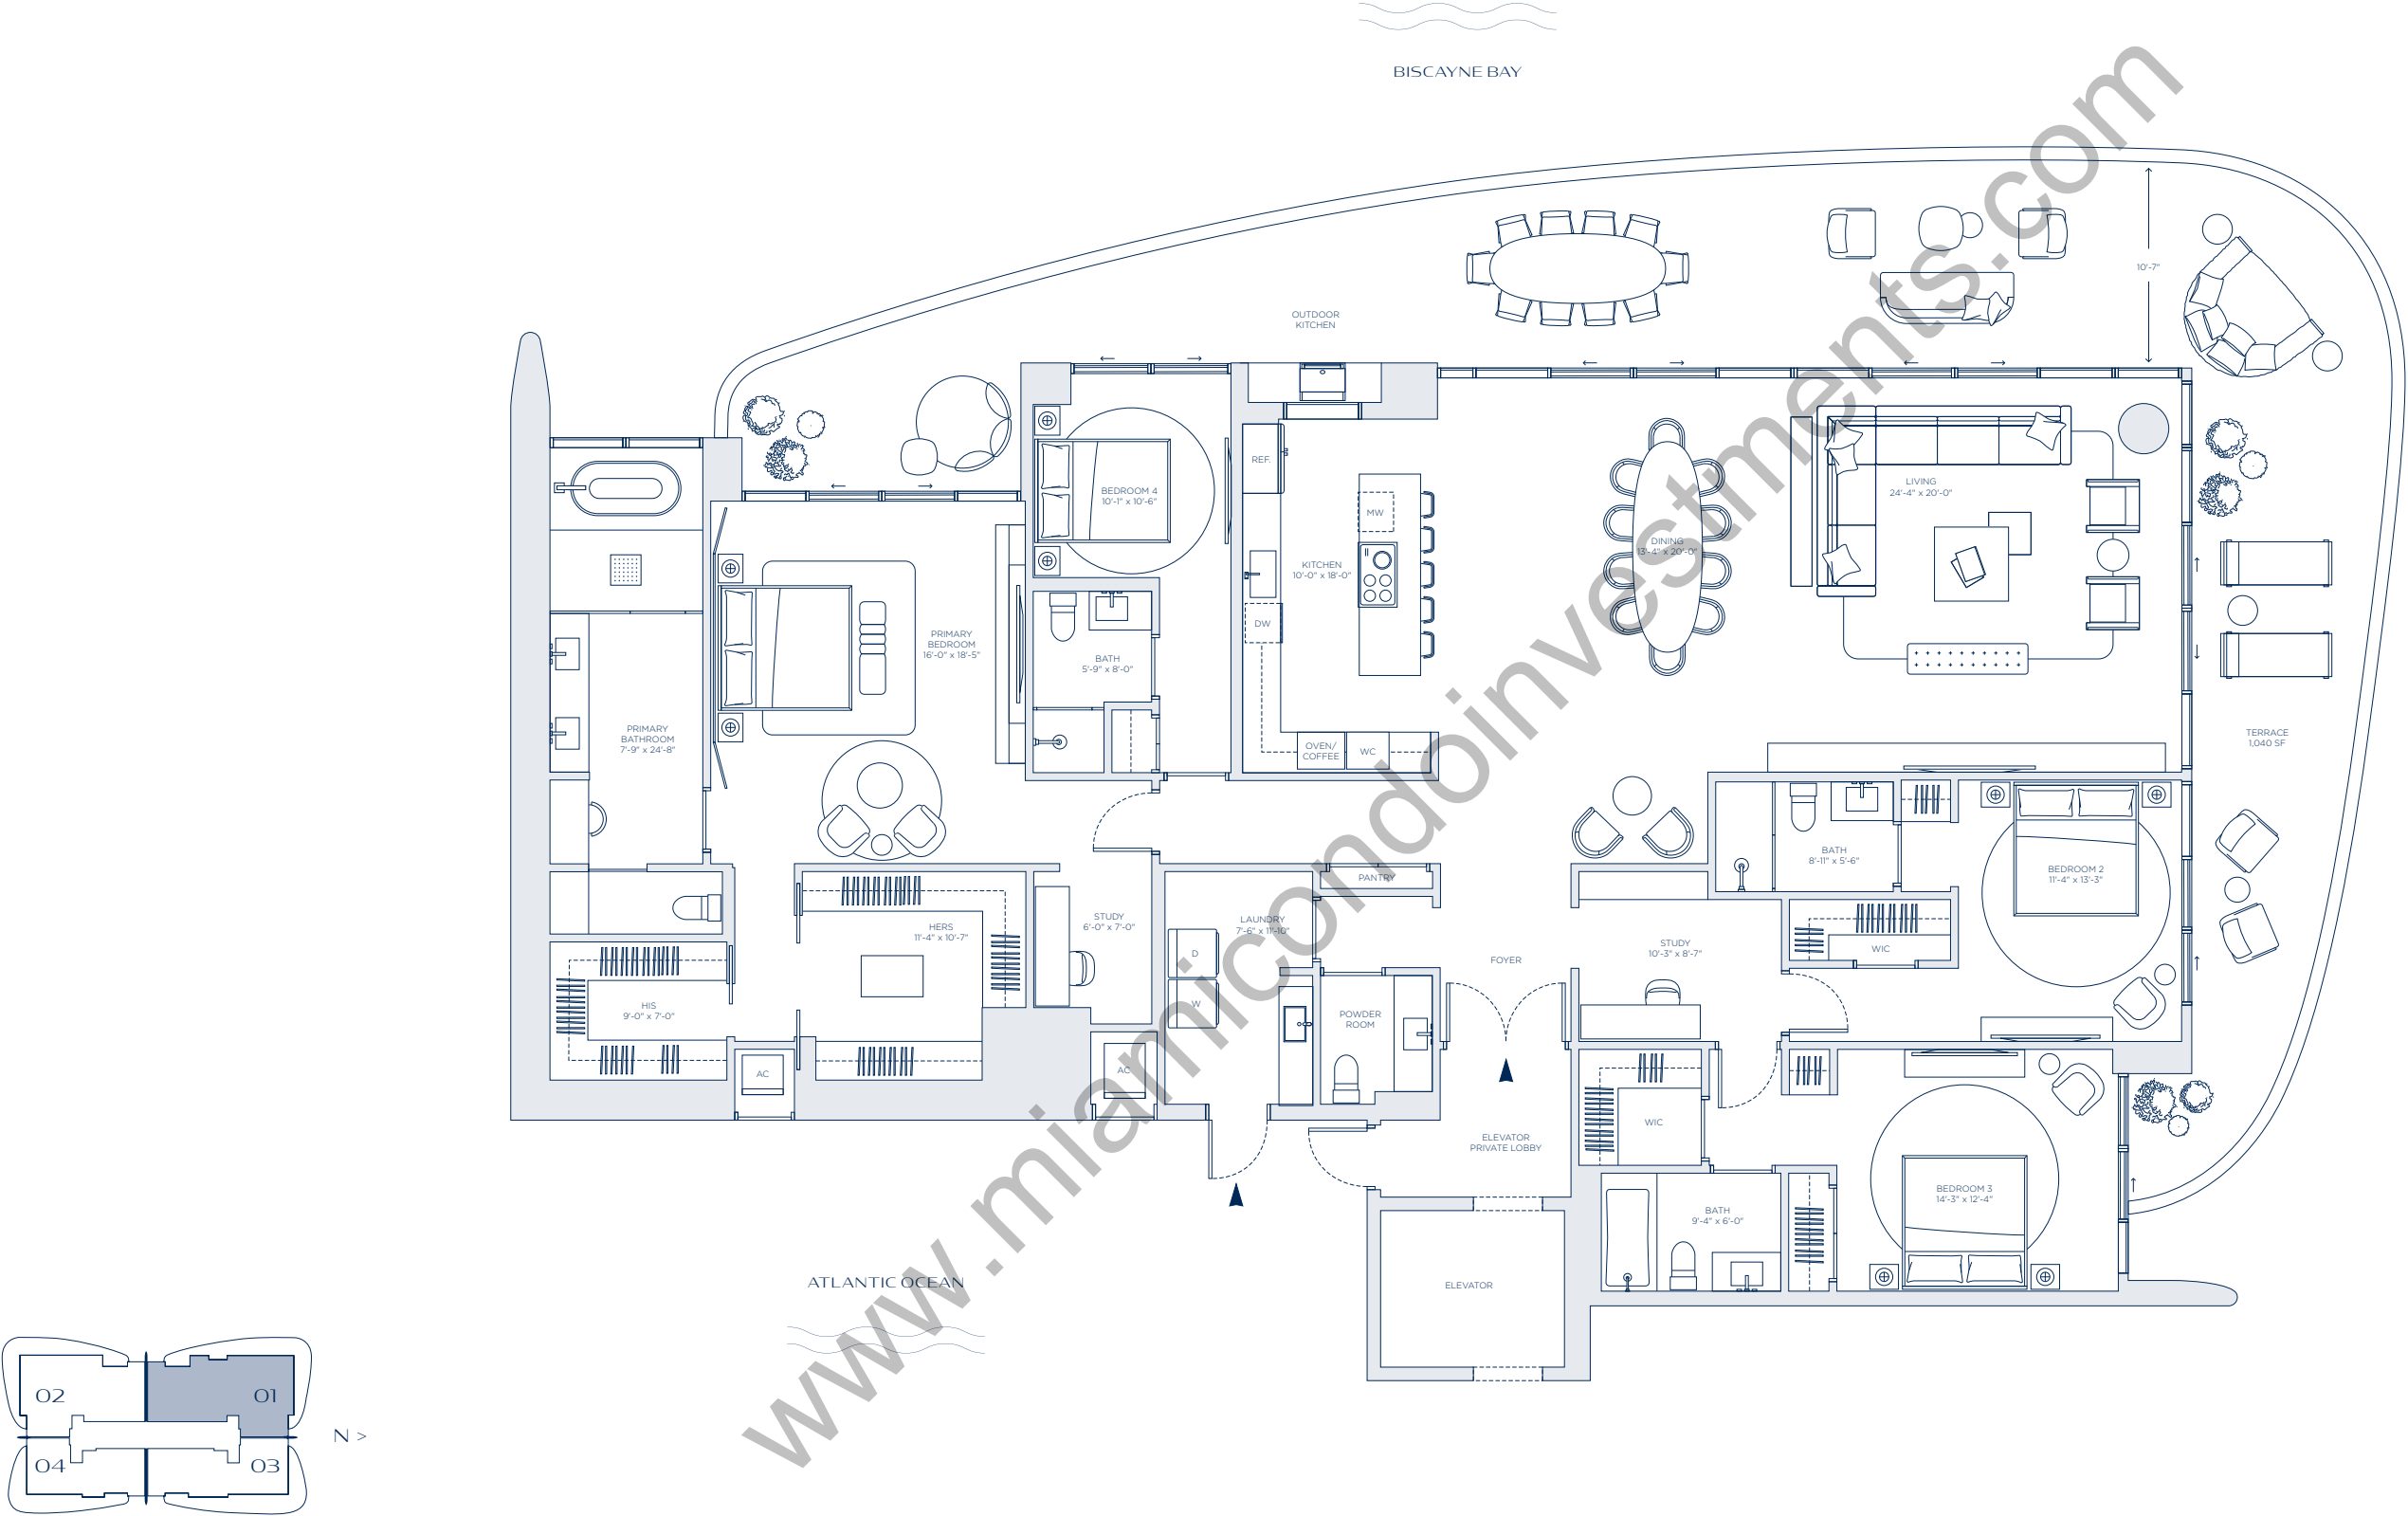 BISCAYNE BAY
10'-7"
OUTDOOR
KITCHEN
REF.
BEDROOM 4
10'-1" x 10'-6"
MW
LIVING
24'-4" x 20'-0"
DINING
13'-4" x 20'-0"
KITCHEN
10'-0" x 18'-0"
DW
PRIMARY
BEDROOM
16'-0" x 18'-5"
BATH
5'-9" x 8'-0"
PRIMARY
BATHROOM
7'-9" x 24'-8"
OVEN/
COFFEE
WC
TERRACE
1,040 SF
BATH
8'-11" x 5'-6"
BEDROOM 2
11'-4" x 13'-3"
PANTRY
HERS
11'-4" x 10'-7"
STUDY
6'-0" x 7'-0"
LAUNDRY
7'-6" x 11'-10"
D
W
FOYER
STUDY
10'-3" x 8'-7"
WIC
HIS
9'-0" x 7'-0"
POWDER
ROOM
AC
AC
WIC
ELEVATOR
PRIVATE LOBBY
BEDROOM 3
14'-3" x 12'-4"
BATH
9'-4" x 6'-0"
ELEVATOR
ATLANTIC OCEAN
02
01
04
03
N >
www.miamicondoinvestments.com